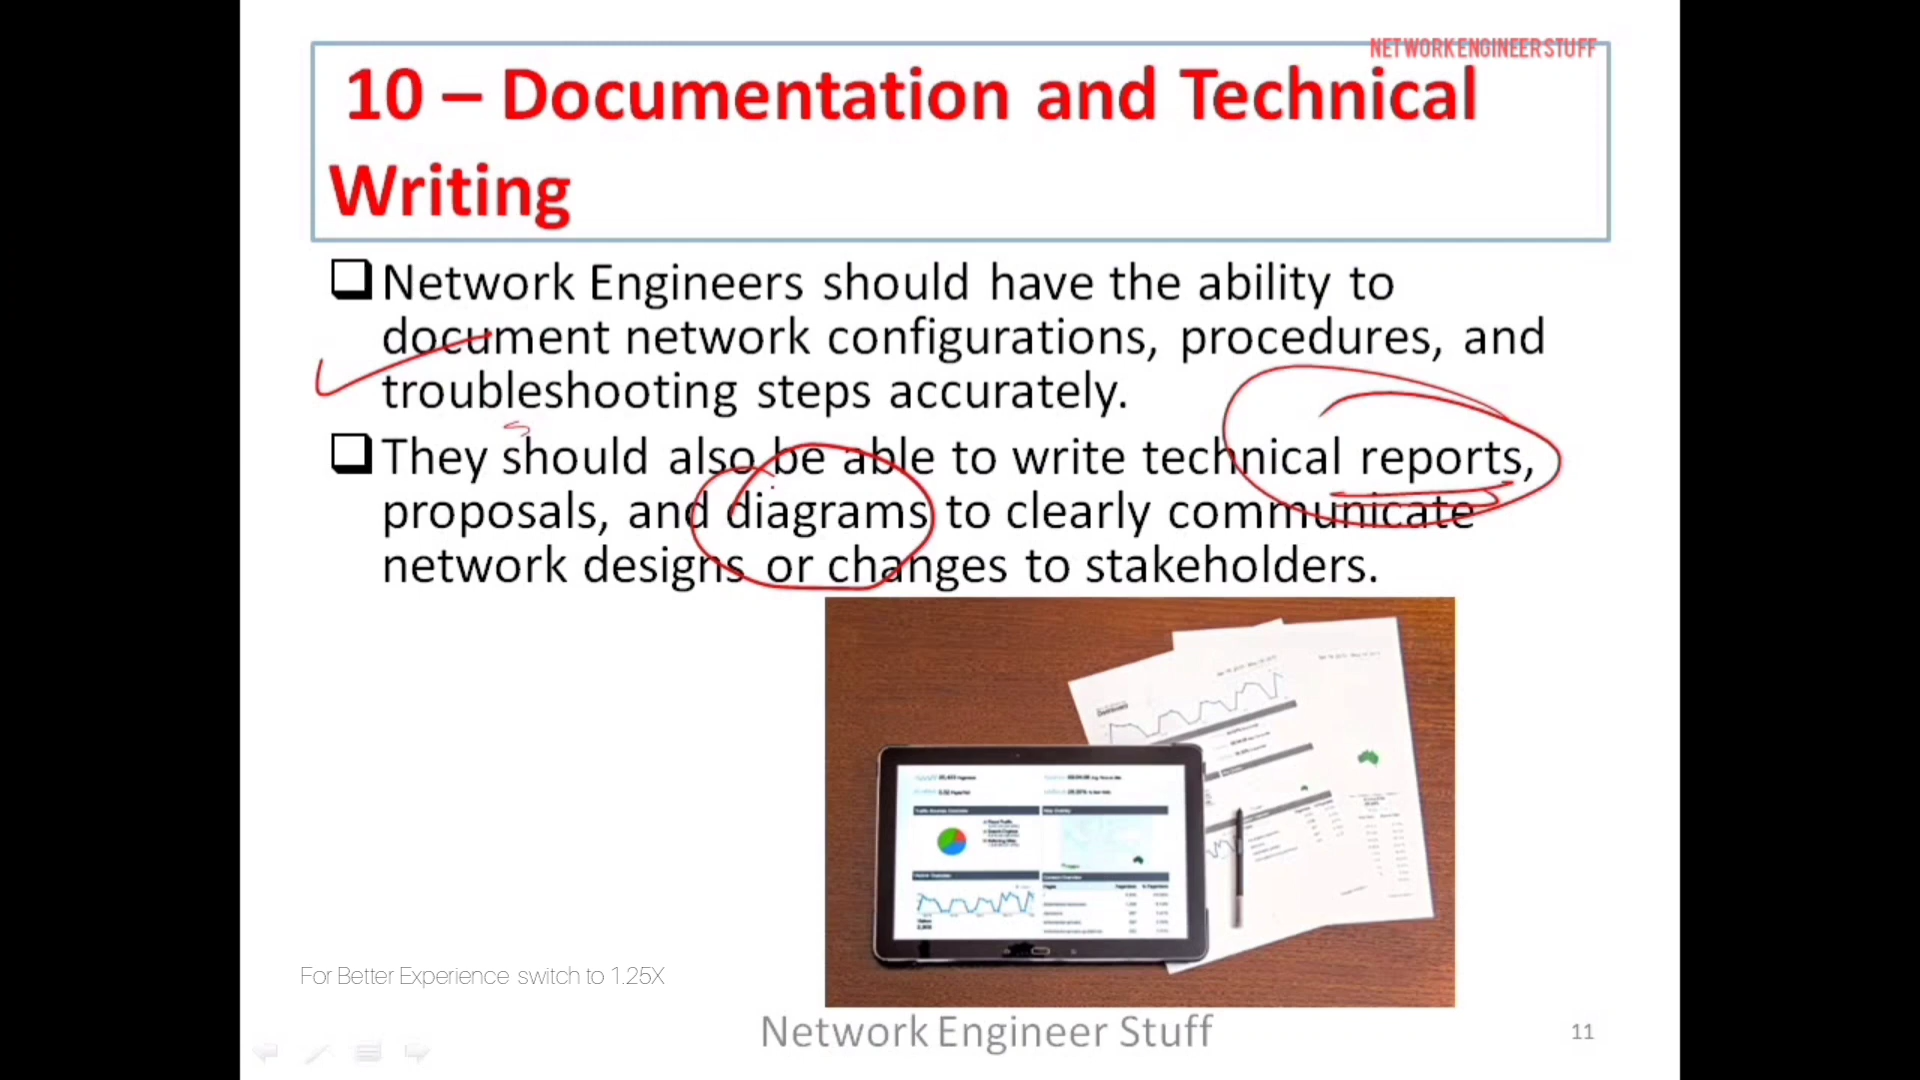 NETWORKENGINEERSTUFF
10 – Documentation and Technical
Writing
Network Engineers should have the ability to
document network configurations, procedures, and
troubleshooting steps accurately.
They should also be able to write technical reports,
proposals, and diagrams to clearly communicate
network designs or changes to stakeholders.
For Better Experience switch to 1.25X
Network Engineer Stuff
11